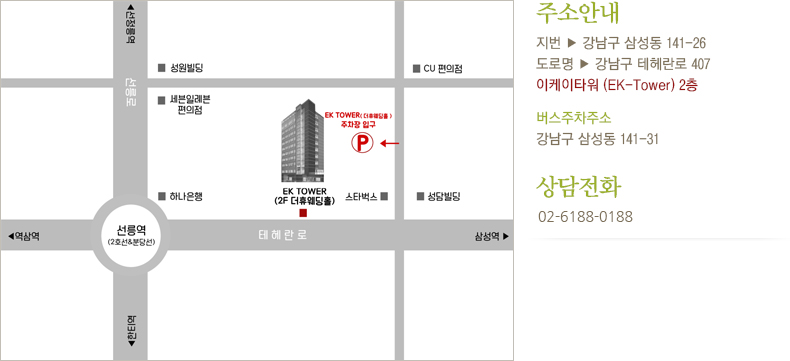 ◀선정릉역
선릉로
성원빌딩
CU 편의점
세븐일레븐
편의점
EK TOWER(더휴웨딩홀)
주차장 입구
P
하나은행
EK TOWER
(2F 더휴웨딩홀)
스타벅스
성담빌딩
선릉역
(2호선&분당선)
◀역삼역
테헤란로
삼성역 ▶
◀한티역
주소안내
지번 ▶ 강남구 삼성동 141-26
도로명 ▶ 강남구 테헤란로 407
이케이타워 (EK-Tower) 2층
버스주차주소
강남구 삼성동 141-31
상담전화
02-6188-0188